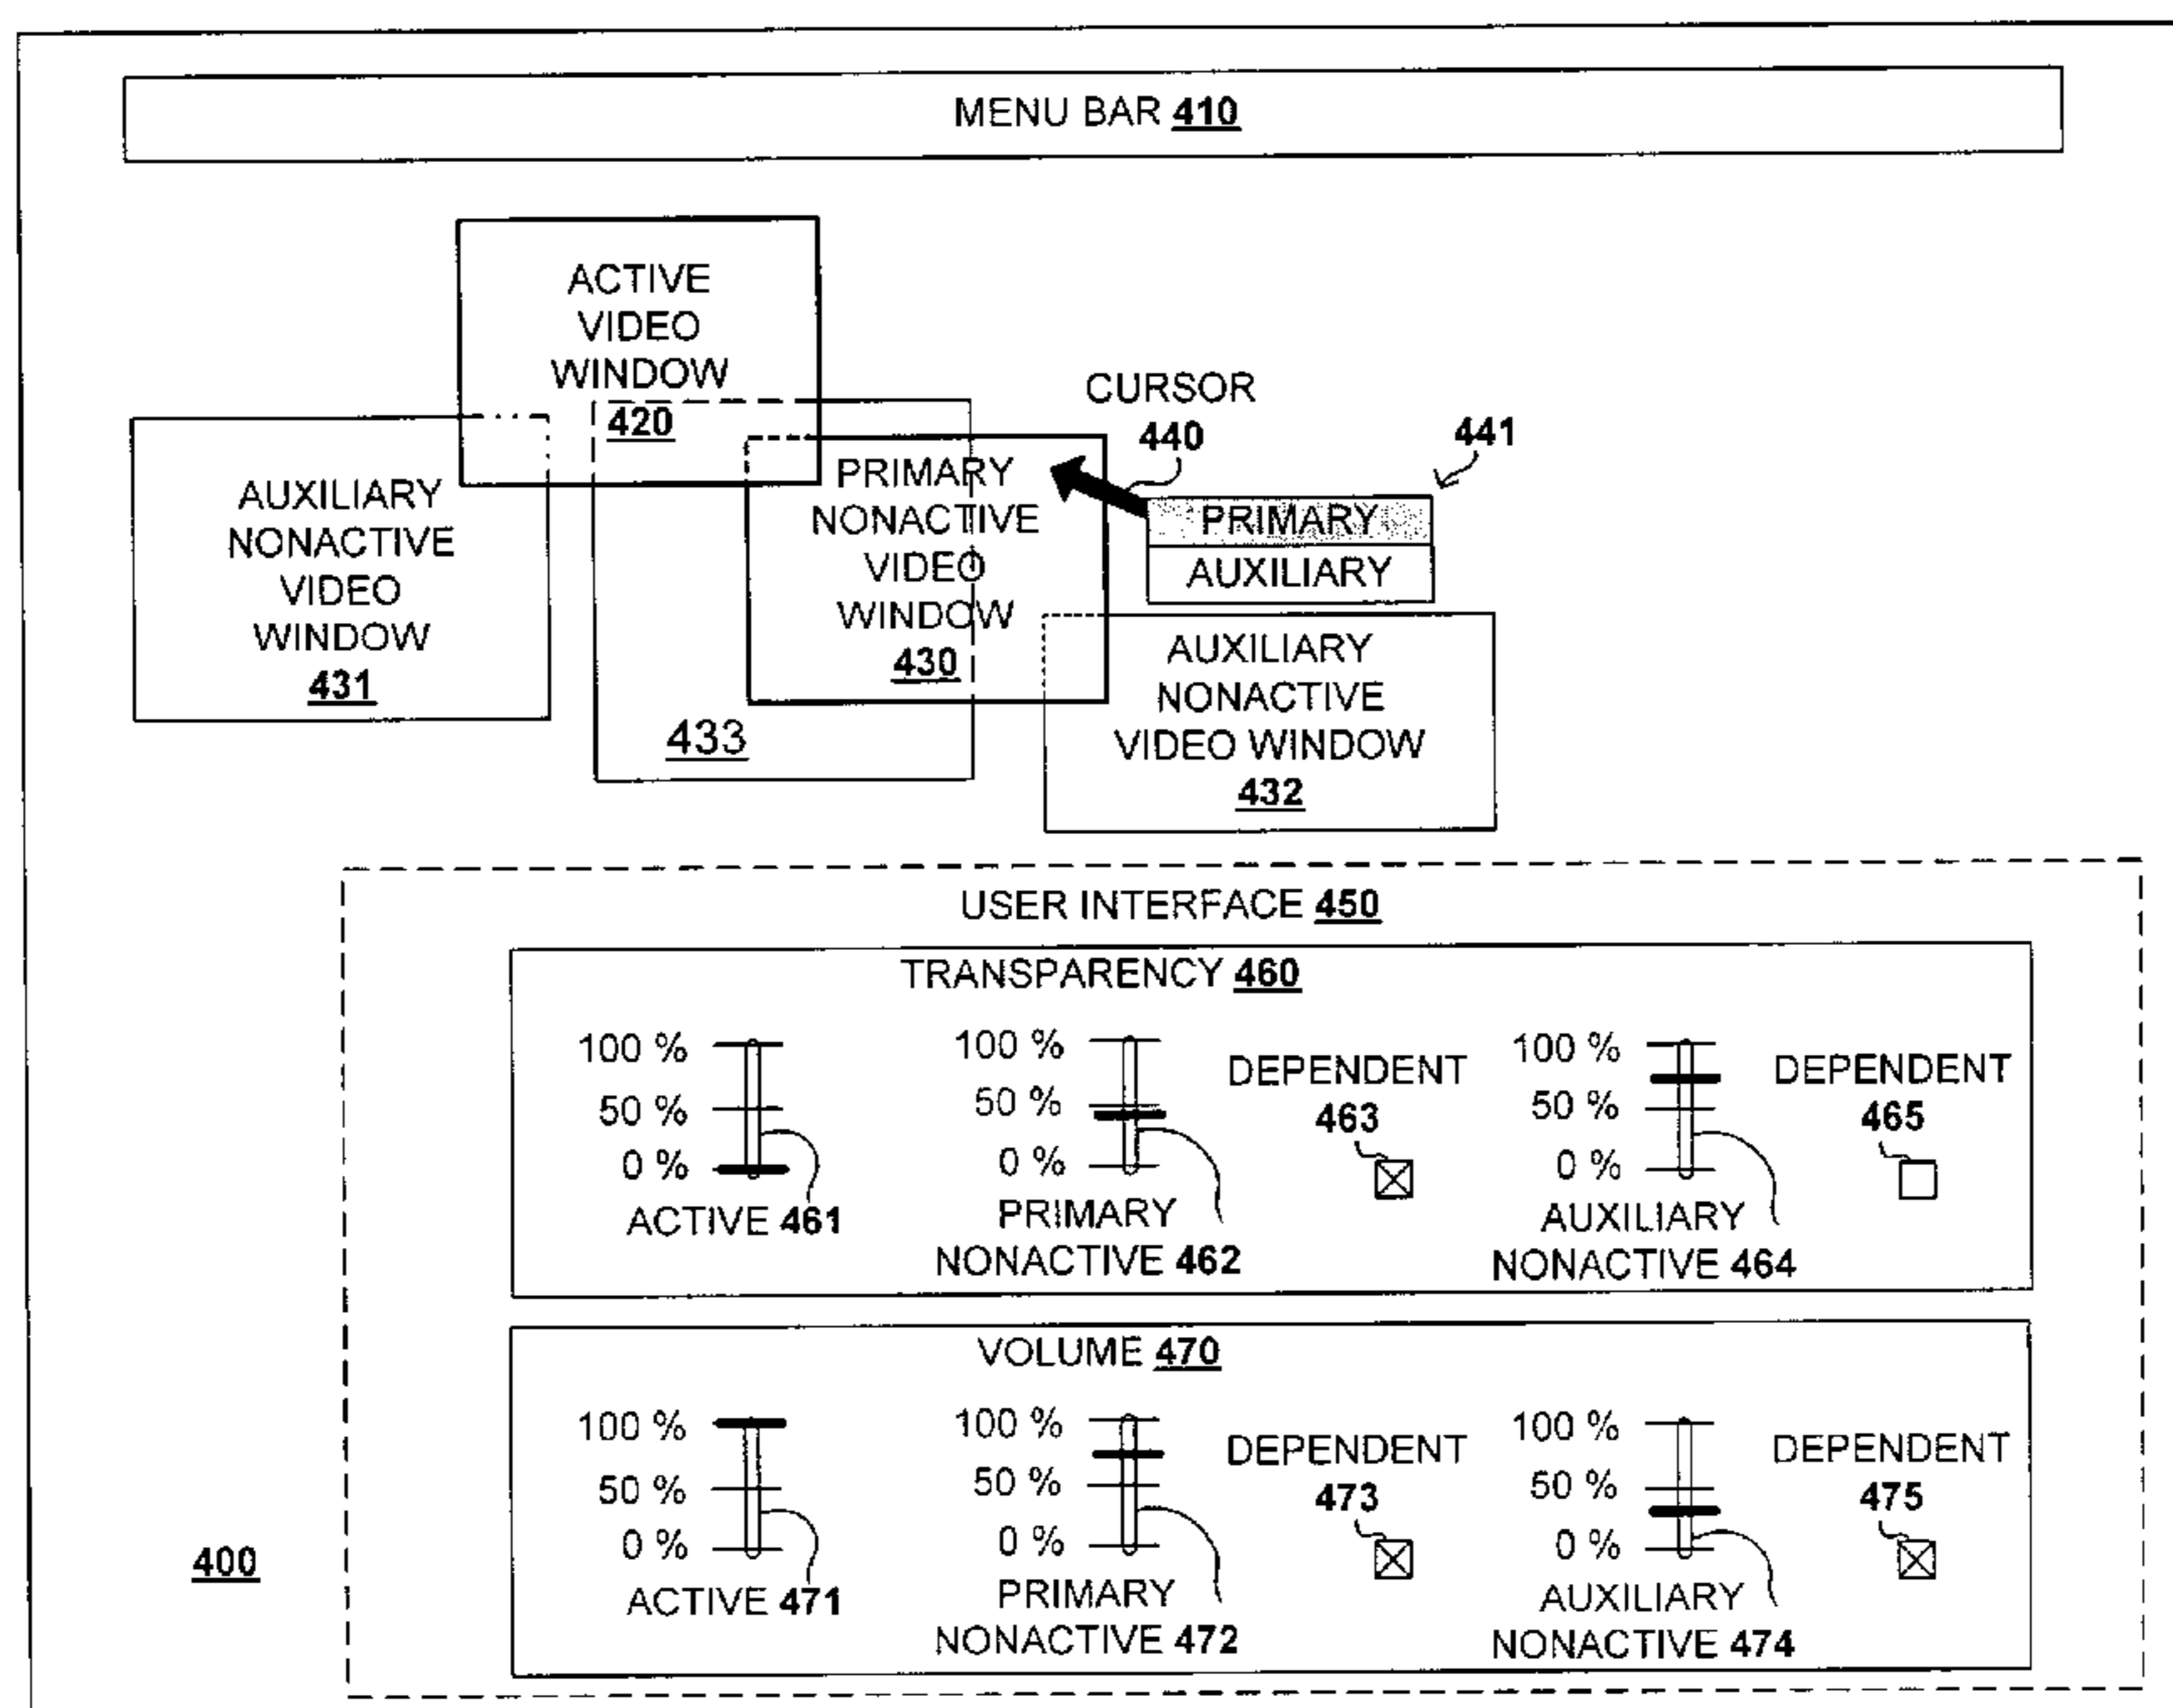 MENU BAR 410
ACTIVE
VIDEO
WINDOW
420
CURSOR
440
441
PRIMARY
AUXILIARY
AUXILIARY
NONACTIVE
VIDEO
WINDOW
431
PRIMARY
NONACTIVE
VIDEO
WINDOW
430
433
AUXILIARY
NONACTIVE
VIDEO WINDOW
432
USER INTERFACE 450
TRANSPARENCY 460
100 %
50 %
0 %
ACTIVE 461
100 %
50 %
0 %
PRIMARY
NONACTIVE 462
DEPENDENT
463
100 %
50 %
0 %
AUXILIARY
NONACTIVE 464
DEPENDENT
465
VOLUME 470
100 %
50 %
0 %
ACTIVE 471
100 %
50 %
0 %
PRIMARY
NONACTIVE 472
DEPENDENT
473
100 %
50 %
0 %
AUXILIARY
NONACTIVE 474
DEPENDENT
475
400